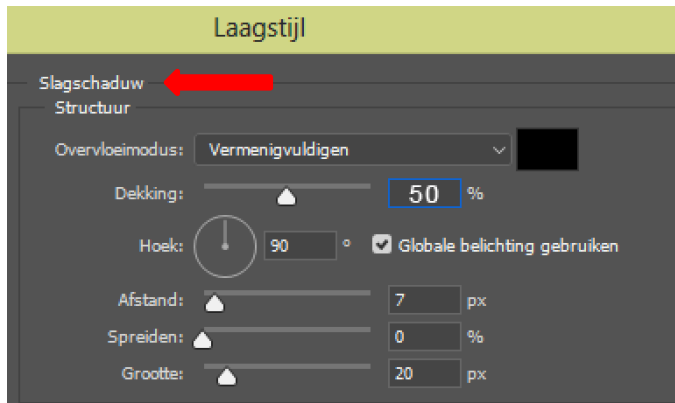 Laagstijl
Slagschaduw
Structuur
Overvloeimodus: Vermenigvuldigen
Dekking: 50 %
Hoek: 90 ° Globale belichting gebruiken
Afstand: 7 px
Spreiden: 0 %
Grootte: 20 px